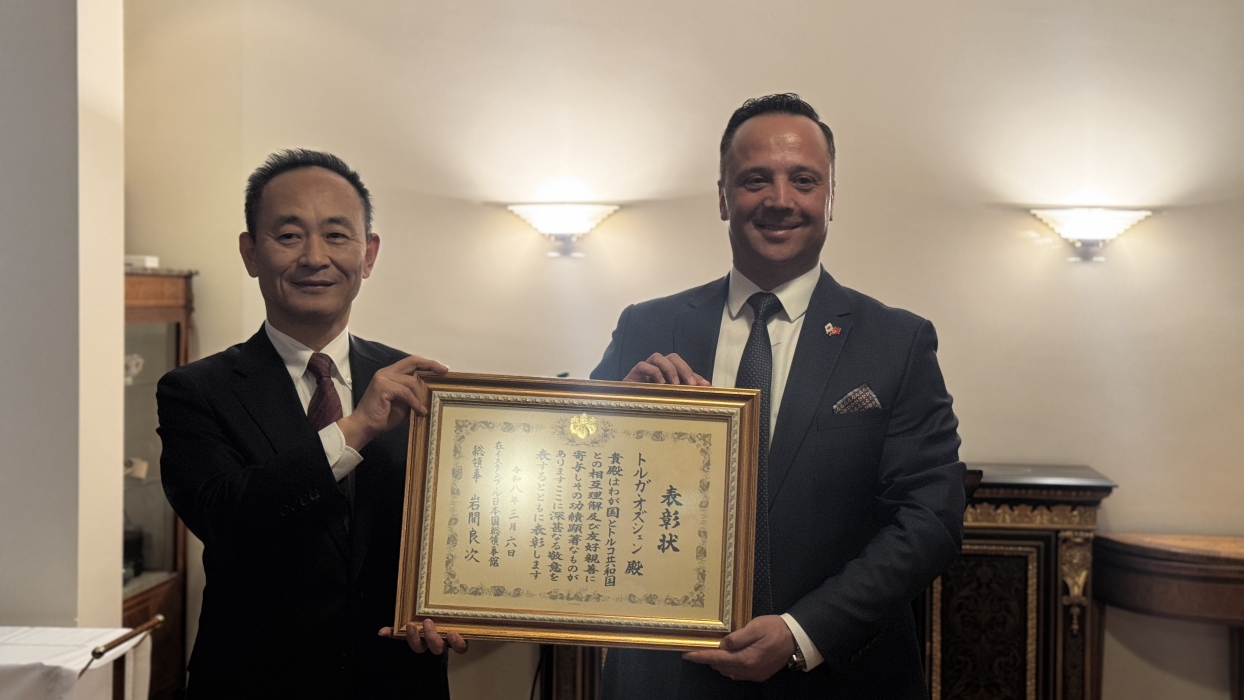 表彰状
トルガ・オズシェン 殿
貴殿はわが国とトルコ共和国
との相互理解及び友好親善に
寄与しその功績顕著なものが
ありますここに深甚なる敬意を
表するとともに表彰します
令和八年三月六日
在イスタンブル日本国総領事館
総領事 岩間良次